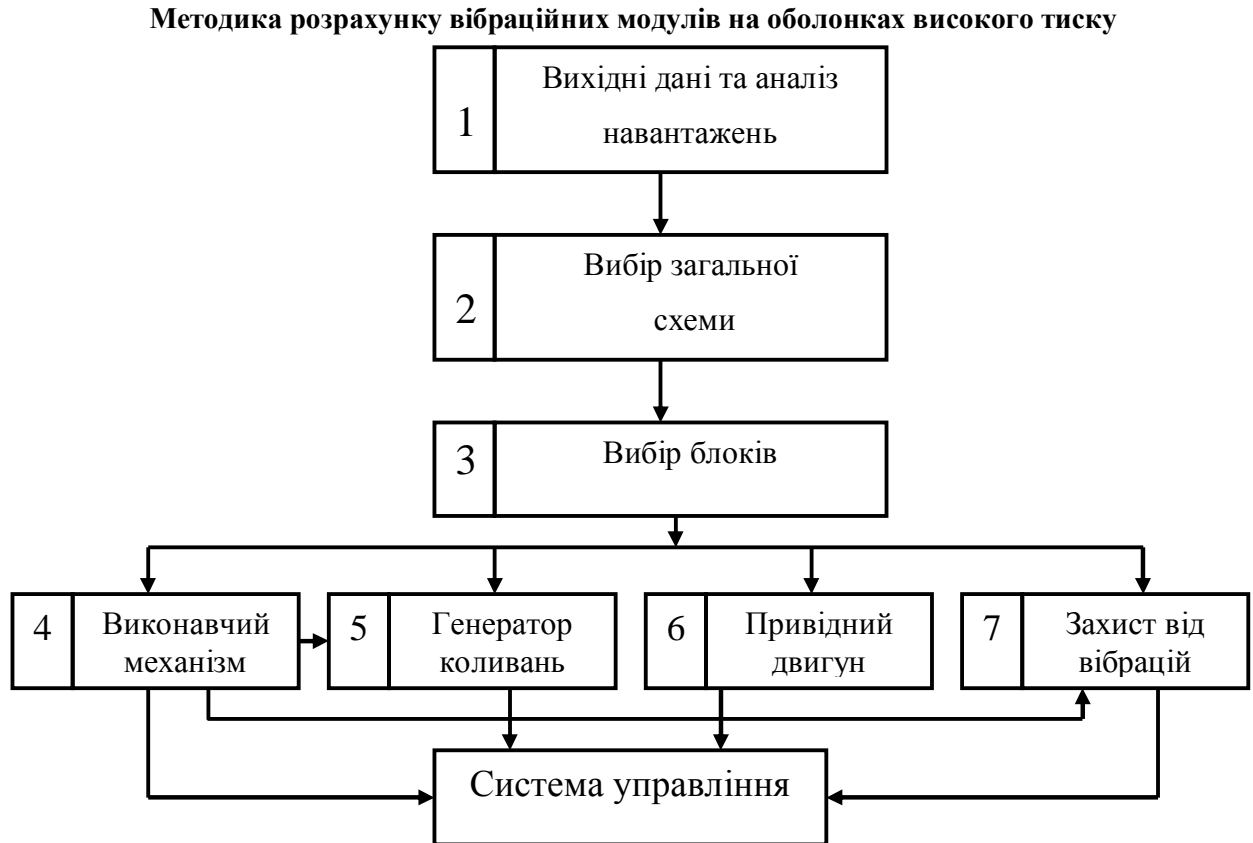 Методика розрахунку вібраційних модулів на оболонках високого тиску
1
Вихідні дані та аналіз
навантажень
2
Вибір загальної
схеми
3
Вибір блоків
4
Виконавчий
механізм
5
Генератор
коливань
6
Привідний
двигун
7
Захист від
вібрацій
Система управління